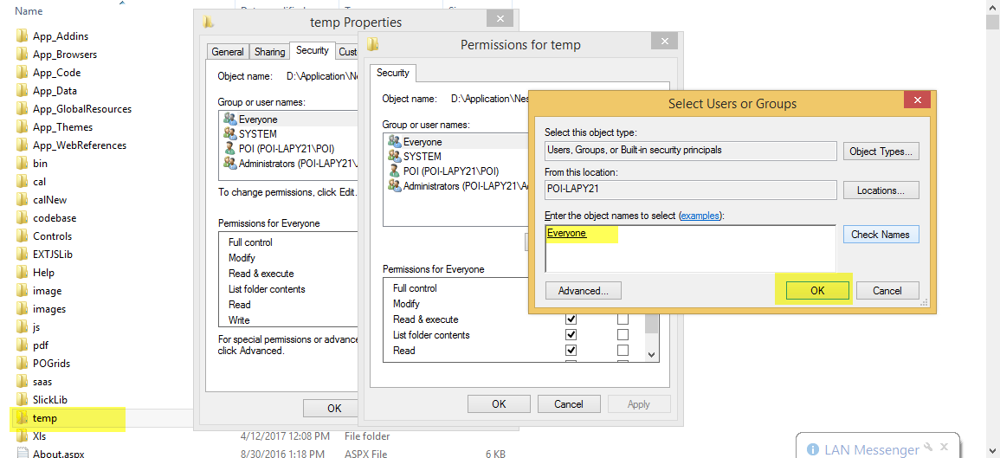 Name
App_Addins
App_Browsers
App_Code
App_Data
App_GlobalResources
App_Themes
App_WebReferences
bin
cal
calNew
codebase
Controls
EXTJSLib
Help
image
images
js
pdf
POGrids
saas
SlickLib
temp
Xls
4/12/2017 12:08 PM File folder
About.aspx
8/30/2016 1:18 PM ASPX File 6 KB
temp Properties
General Sharing Security Cust
Object name: D:\Application\Nes
Group or user names:
Everyone
SYSTEM
POI (POI-LAPY21\POI)
Administrators (POI-LAPY21\
To change permissions, click Edit.
Permissions for Everyone
Full control
Modify
Read & execute
List folder contents
Read
Write
For special permissions or advance
click Advanced.
OK
Permissions for temp
Security
Object name: D:\Application\Nes
Group or user names:
Everyone
SYSTEM
POI (POI-LAPY21\POI)
Administrators (POI-LAPY21\A
Permissions for Everyone
Full control
Modify
Read & execute
List folder contents
Read
OK Cancel Apply
Select Users or Groups
Select this object type:
Users, Groups, or Built-in security principals
Object Types...
From this location:
POI-LAPY21
Locations...
Enter the object names to select (examples):
Everyone
Check Names
Advanced...
OK
Cancel
LAN Messenger